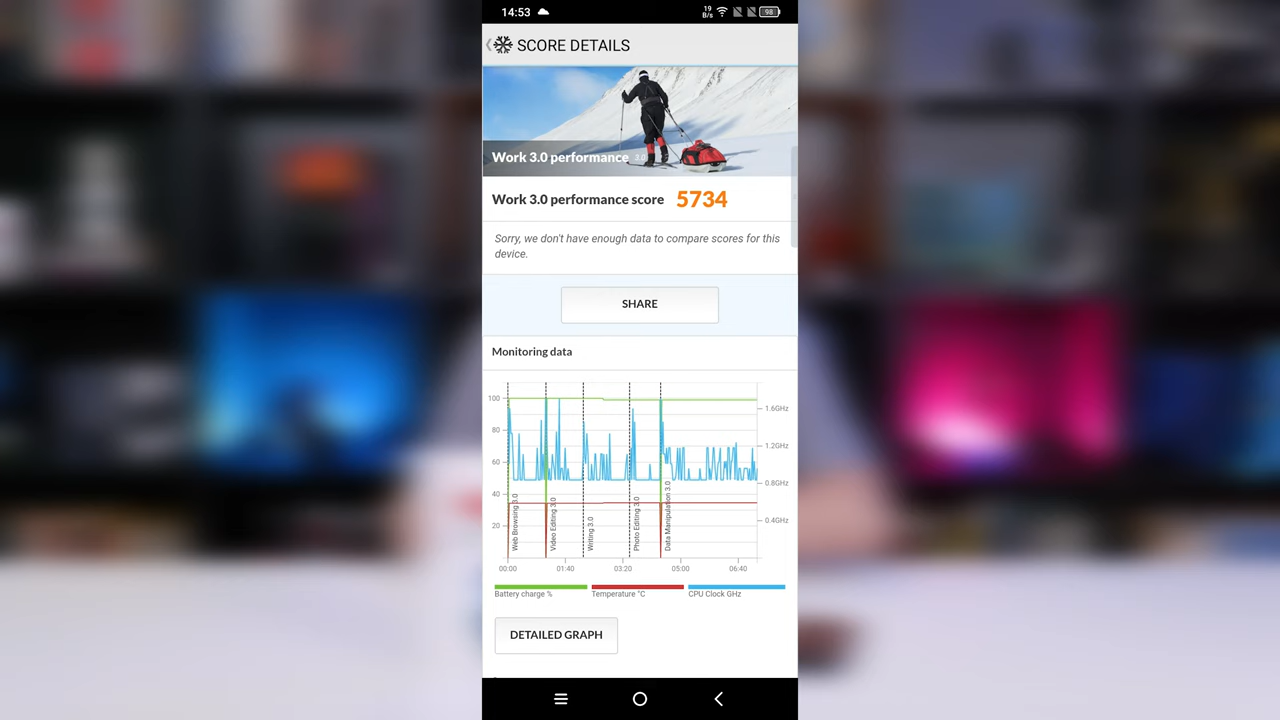 14:53
19
B/s
98
SCORE DETAILS
Work 3.0 performance 3.0
Work 3.0 performance score 5734
Sorry, we don't have enough data to compare scores for this
device.
SHARE
Monitoring data
100
80
60
40
20
1.6GHz
1.2GHz
0.8GHz
0.4GHz
Web Browsing 3.0
Video Editing 3.0
Writing 3.0
Photo Editing 3.0
Data Manipulation 3.0
00:00 01:40 03:20 05:00 06:40
Battery charge % Temperature °C CPU Clock GHz
DETAILED GRAPH